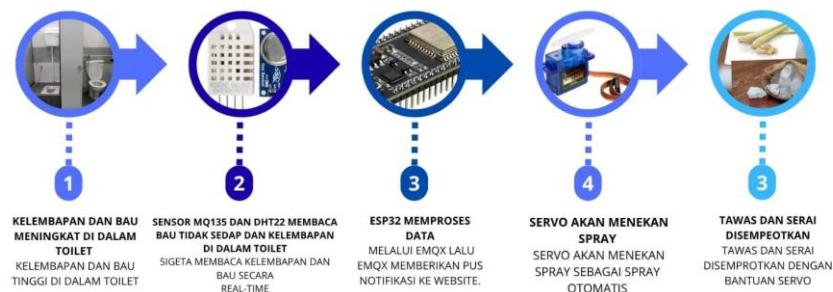 1
KELEMBAPAN DAN BAU
MENINGKAT DI DALAM
TOILET
KELEMBAPAN DAN BAU
TINGGI DI DALAM TOILET
2
SENSOR MQ135 DAN DHT22 MEMBACA
BAU TIDAK SEDAP DAN KELEMBAPAN
DI DALAM TOILET
SIGETA MEMBACA KELEMBAPAN DAN
BAU SECARA
REAL-TIME
3
ESP32 MEMPROSES
DATA
MELALUI EMQX LALU
EMQX MEMBERIKAN PUS
NOTIFIKASI KE WEBSITE.
4
SERVO AKAN MENEKAN
SPRAY
SERVO AKAN MENEKAN
SPRAY SEBAGAI SPRAY
OTOMATIS
3
TAWAS DAN SERAI
DISEMPEOTKAN
TAWAS DAN SERAI
DISEMPROTKAN DENGAN
BANTUAN SERVO